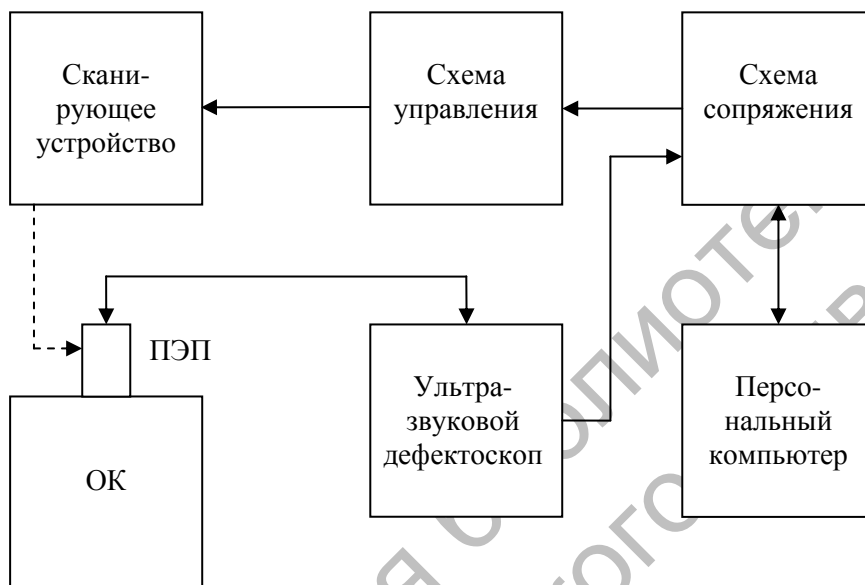 Скани-
рующее
устройство
Схема
управления
Схема
сопряжения
ПЭП
ОК
Ультра-
звуковой
дефектоскоп
Персо-
нальный
компьютер